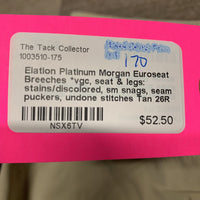 The Tack Collector
1003510-175
170
Elation Platinum Morgan Euroseat
Breeches *vgc, seat & legs:
stains/discolored, sm snags, seam
puckers, undone stitches Tan 26R
NSX6TV
$52.50